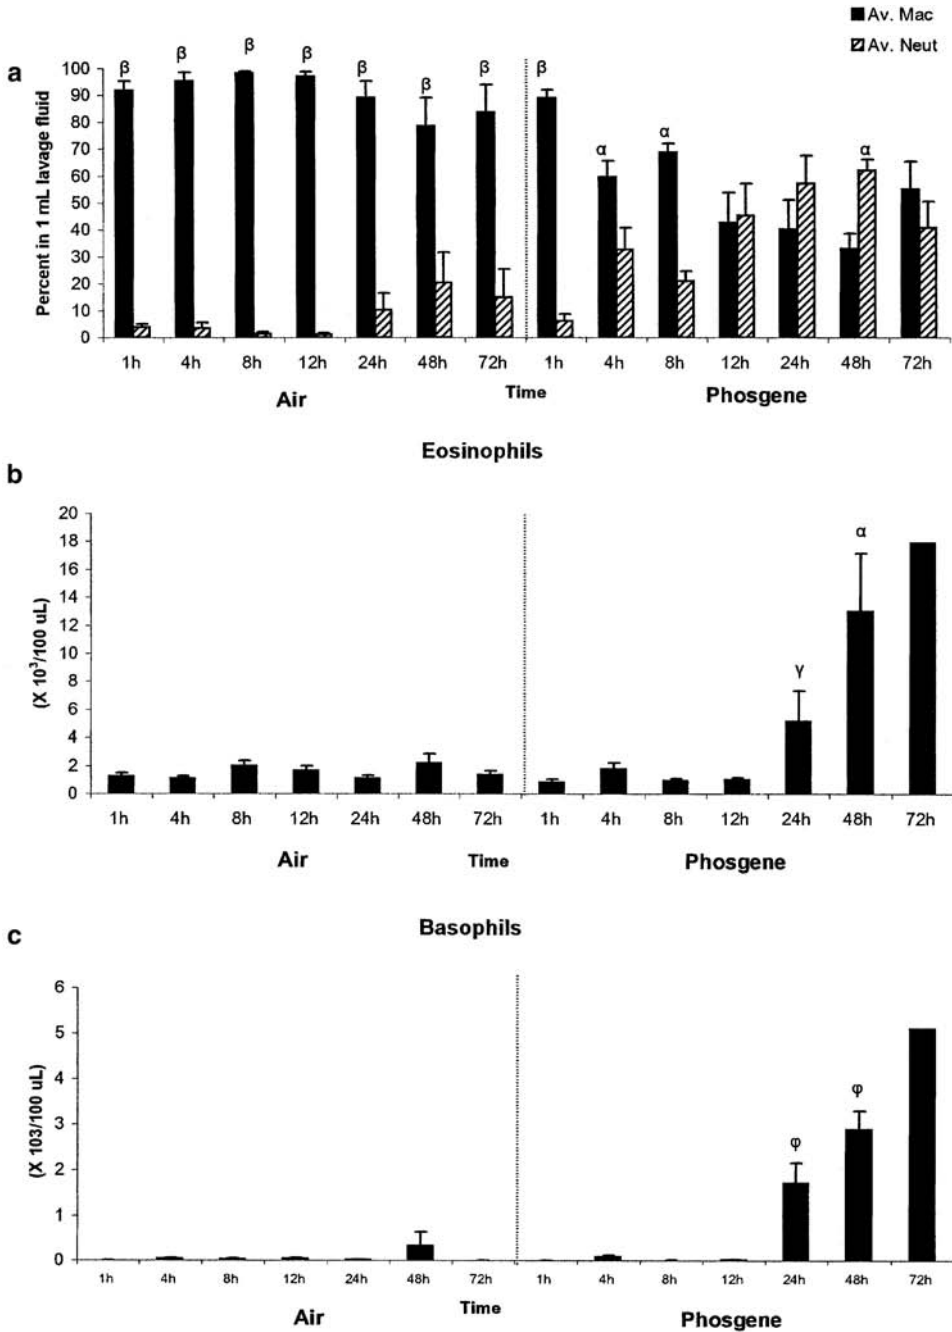 Av. Mac
Av. Neut
a
β β β β β β β β α α α
100
90
80
70
60
50
40
30
20
10
0
Percent in 1 mL lavage fluid
1h 4h 8h 12h 24h 48h 72h 1h 4h 8h 12h 24h 48h 72h
Air Time Phosgene
Eosinophils
b
20
18
16
14
12
10
8
6
4
2
0
(X 10³/100 uL)
α
γ
1h 4h 8h 12h 24h 48h 72h 1h 4h 8h 12h 24h 48h 72h
Air Time Phosgene
Basophils
c
6
5
4
3
2
1
0
(X 103/100 uL)
φ
φ
1h 4h 8h 12h 24h 48h 72h 1h 4h 8h 12h 24h 48h 72h
Air Time Phosgene